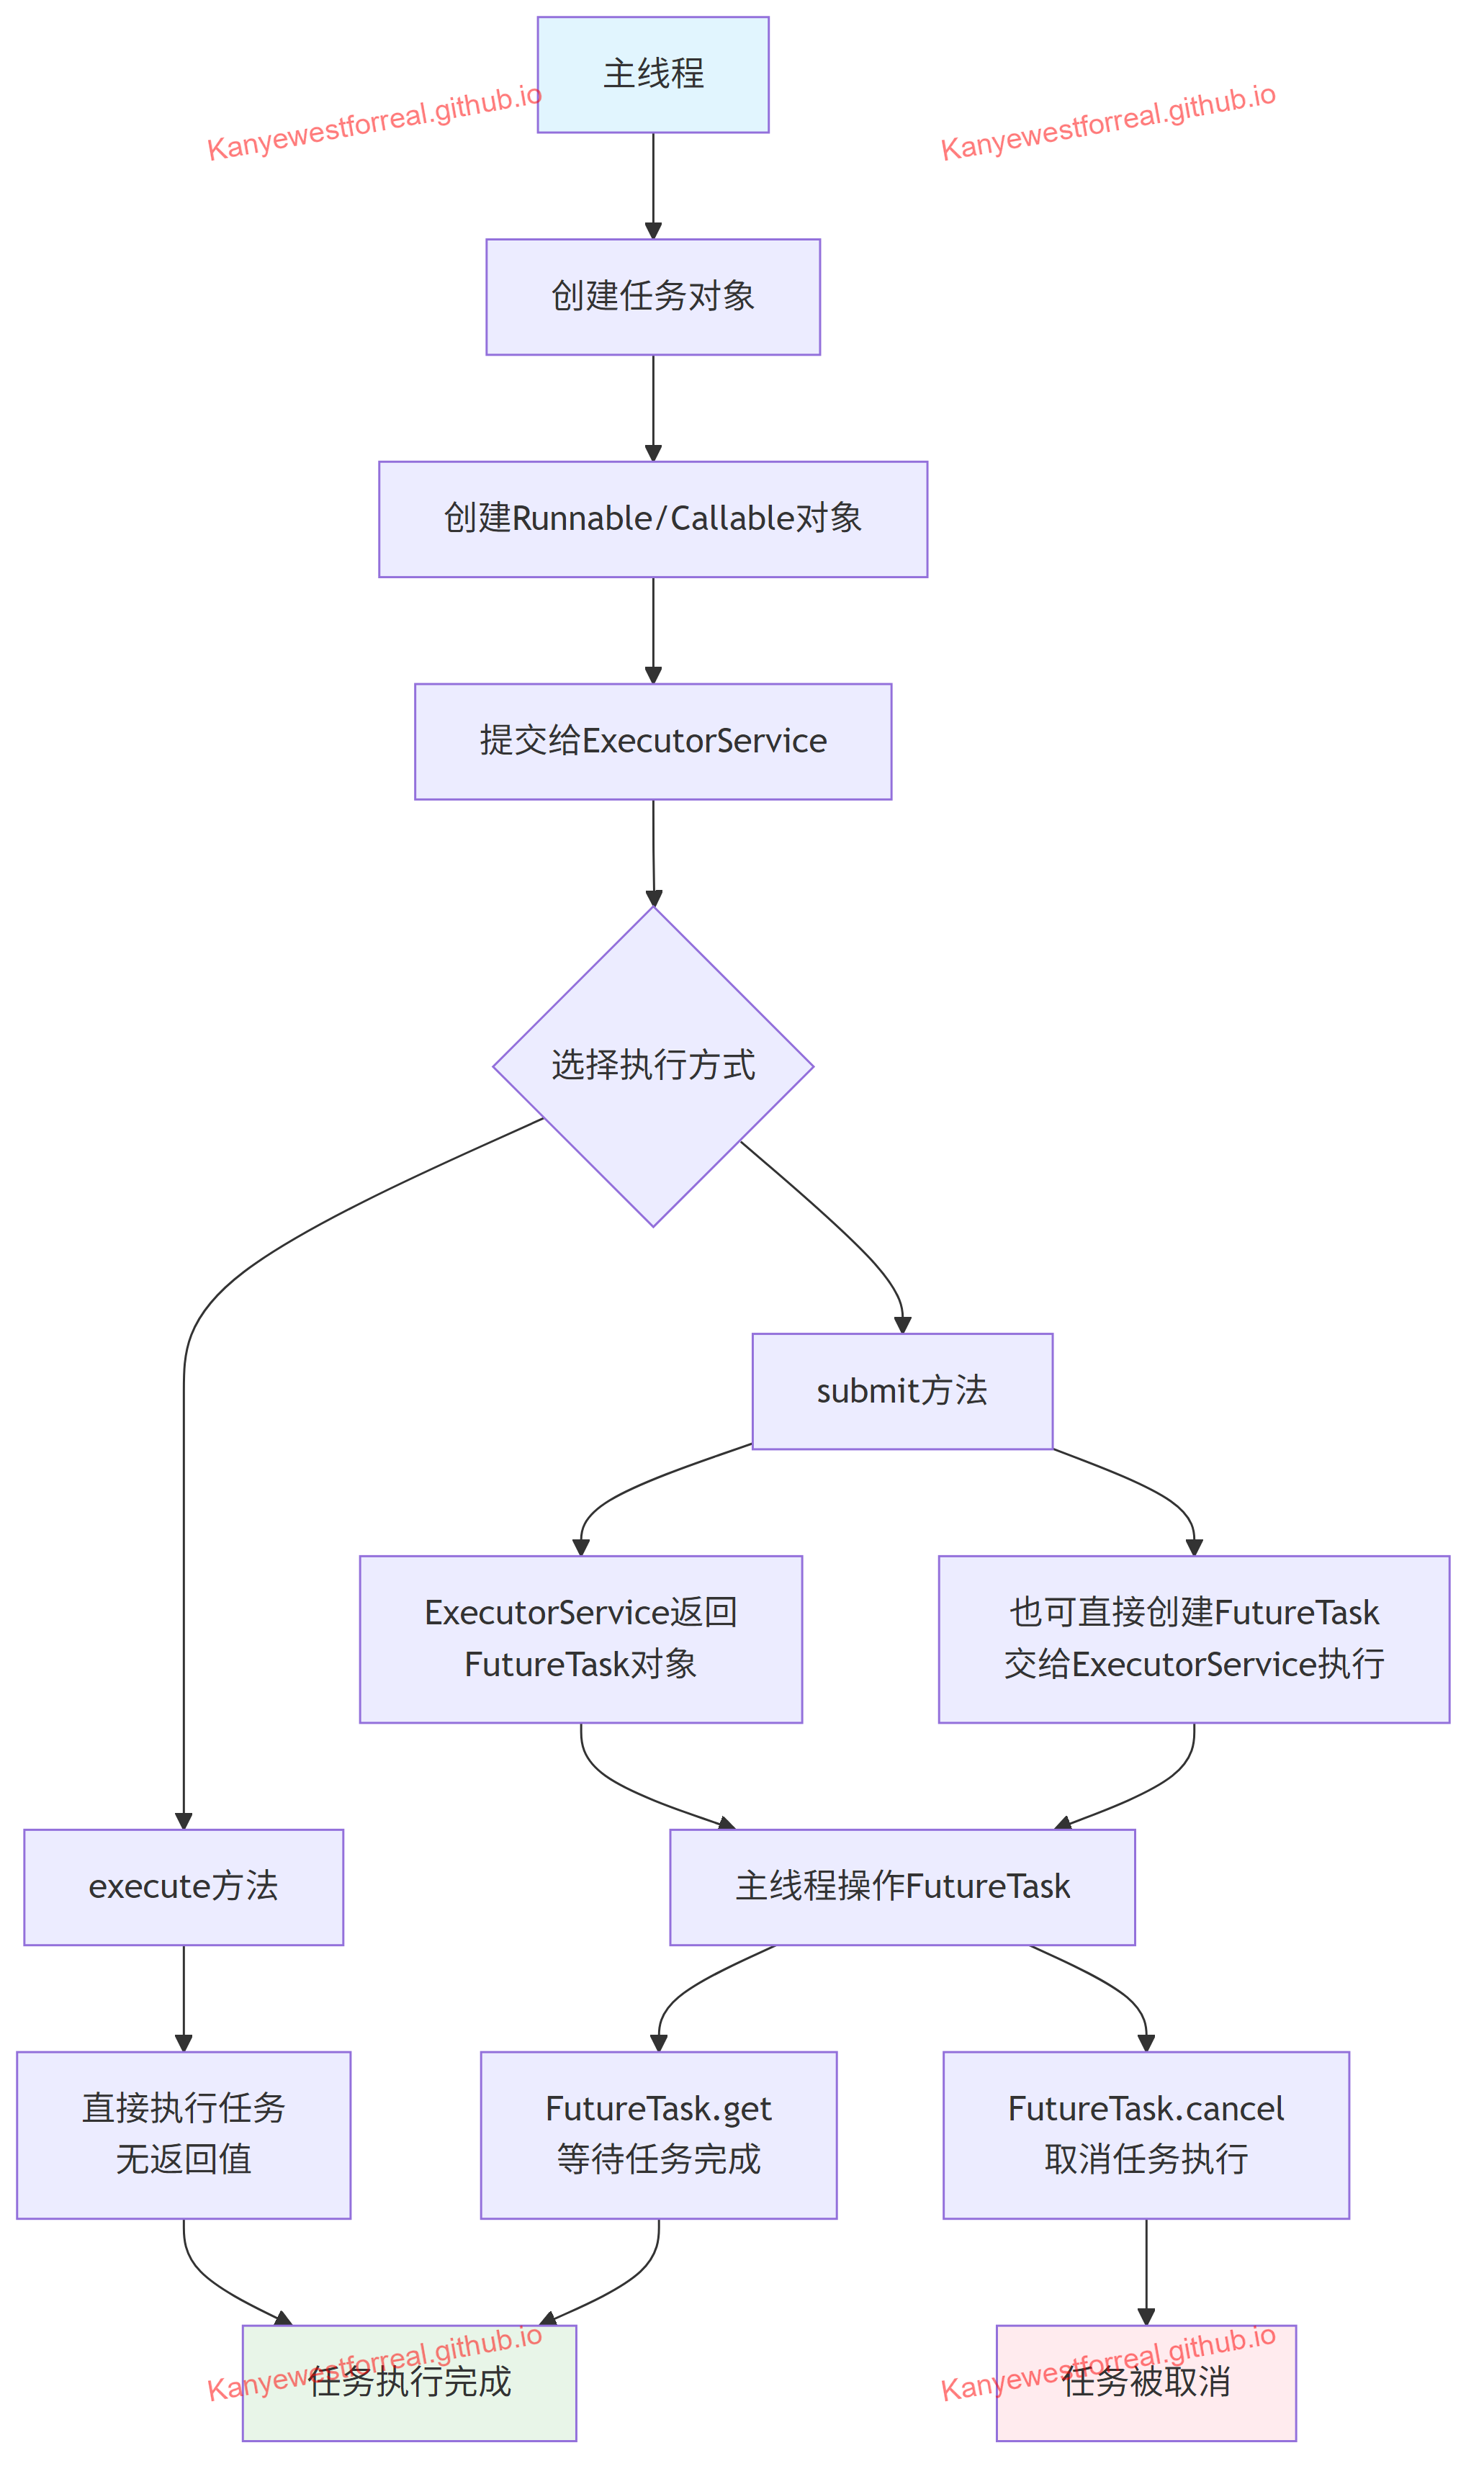 主线程
Kanyewestforreal.github.io
Kanyewestforreal.github.io
创建任务对象
创建Runnable/Callable对象
提交给ExecutorService
选择执行方式
submit方法
ExecutorService返回
FutureTask对象
也可直接创建FutureTask
交给ExecutorService执行
execute方法
主线程操作FutureTask
直接执行任务
无返回值
FutureTask.get
等待任务完成
FutureTask.cancel
取消任务执行
Kanyewestforreal.github.io
任务执行完成
Kanyewestforreal.github.io
任务被取消